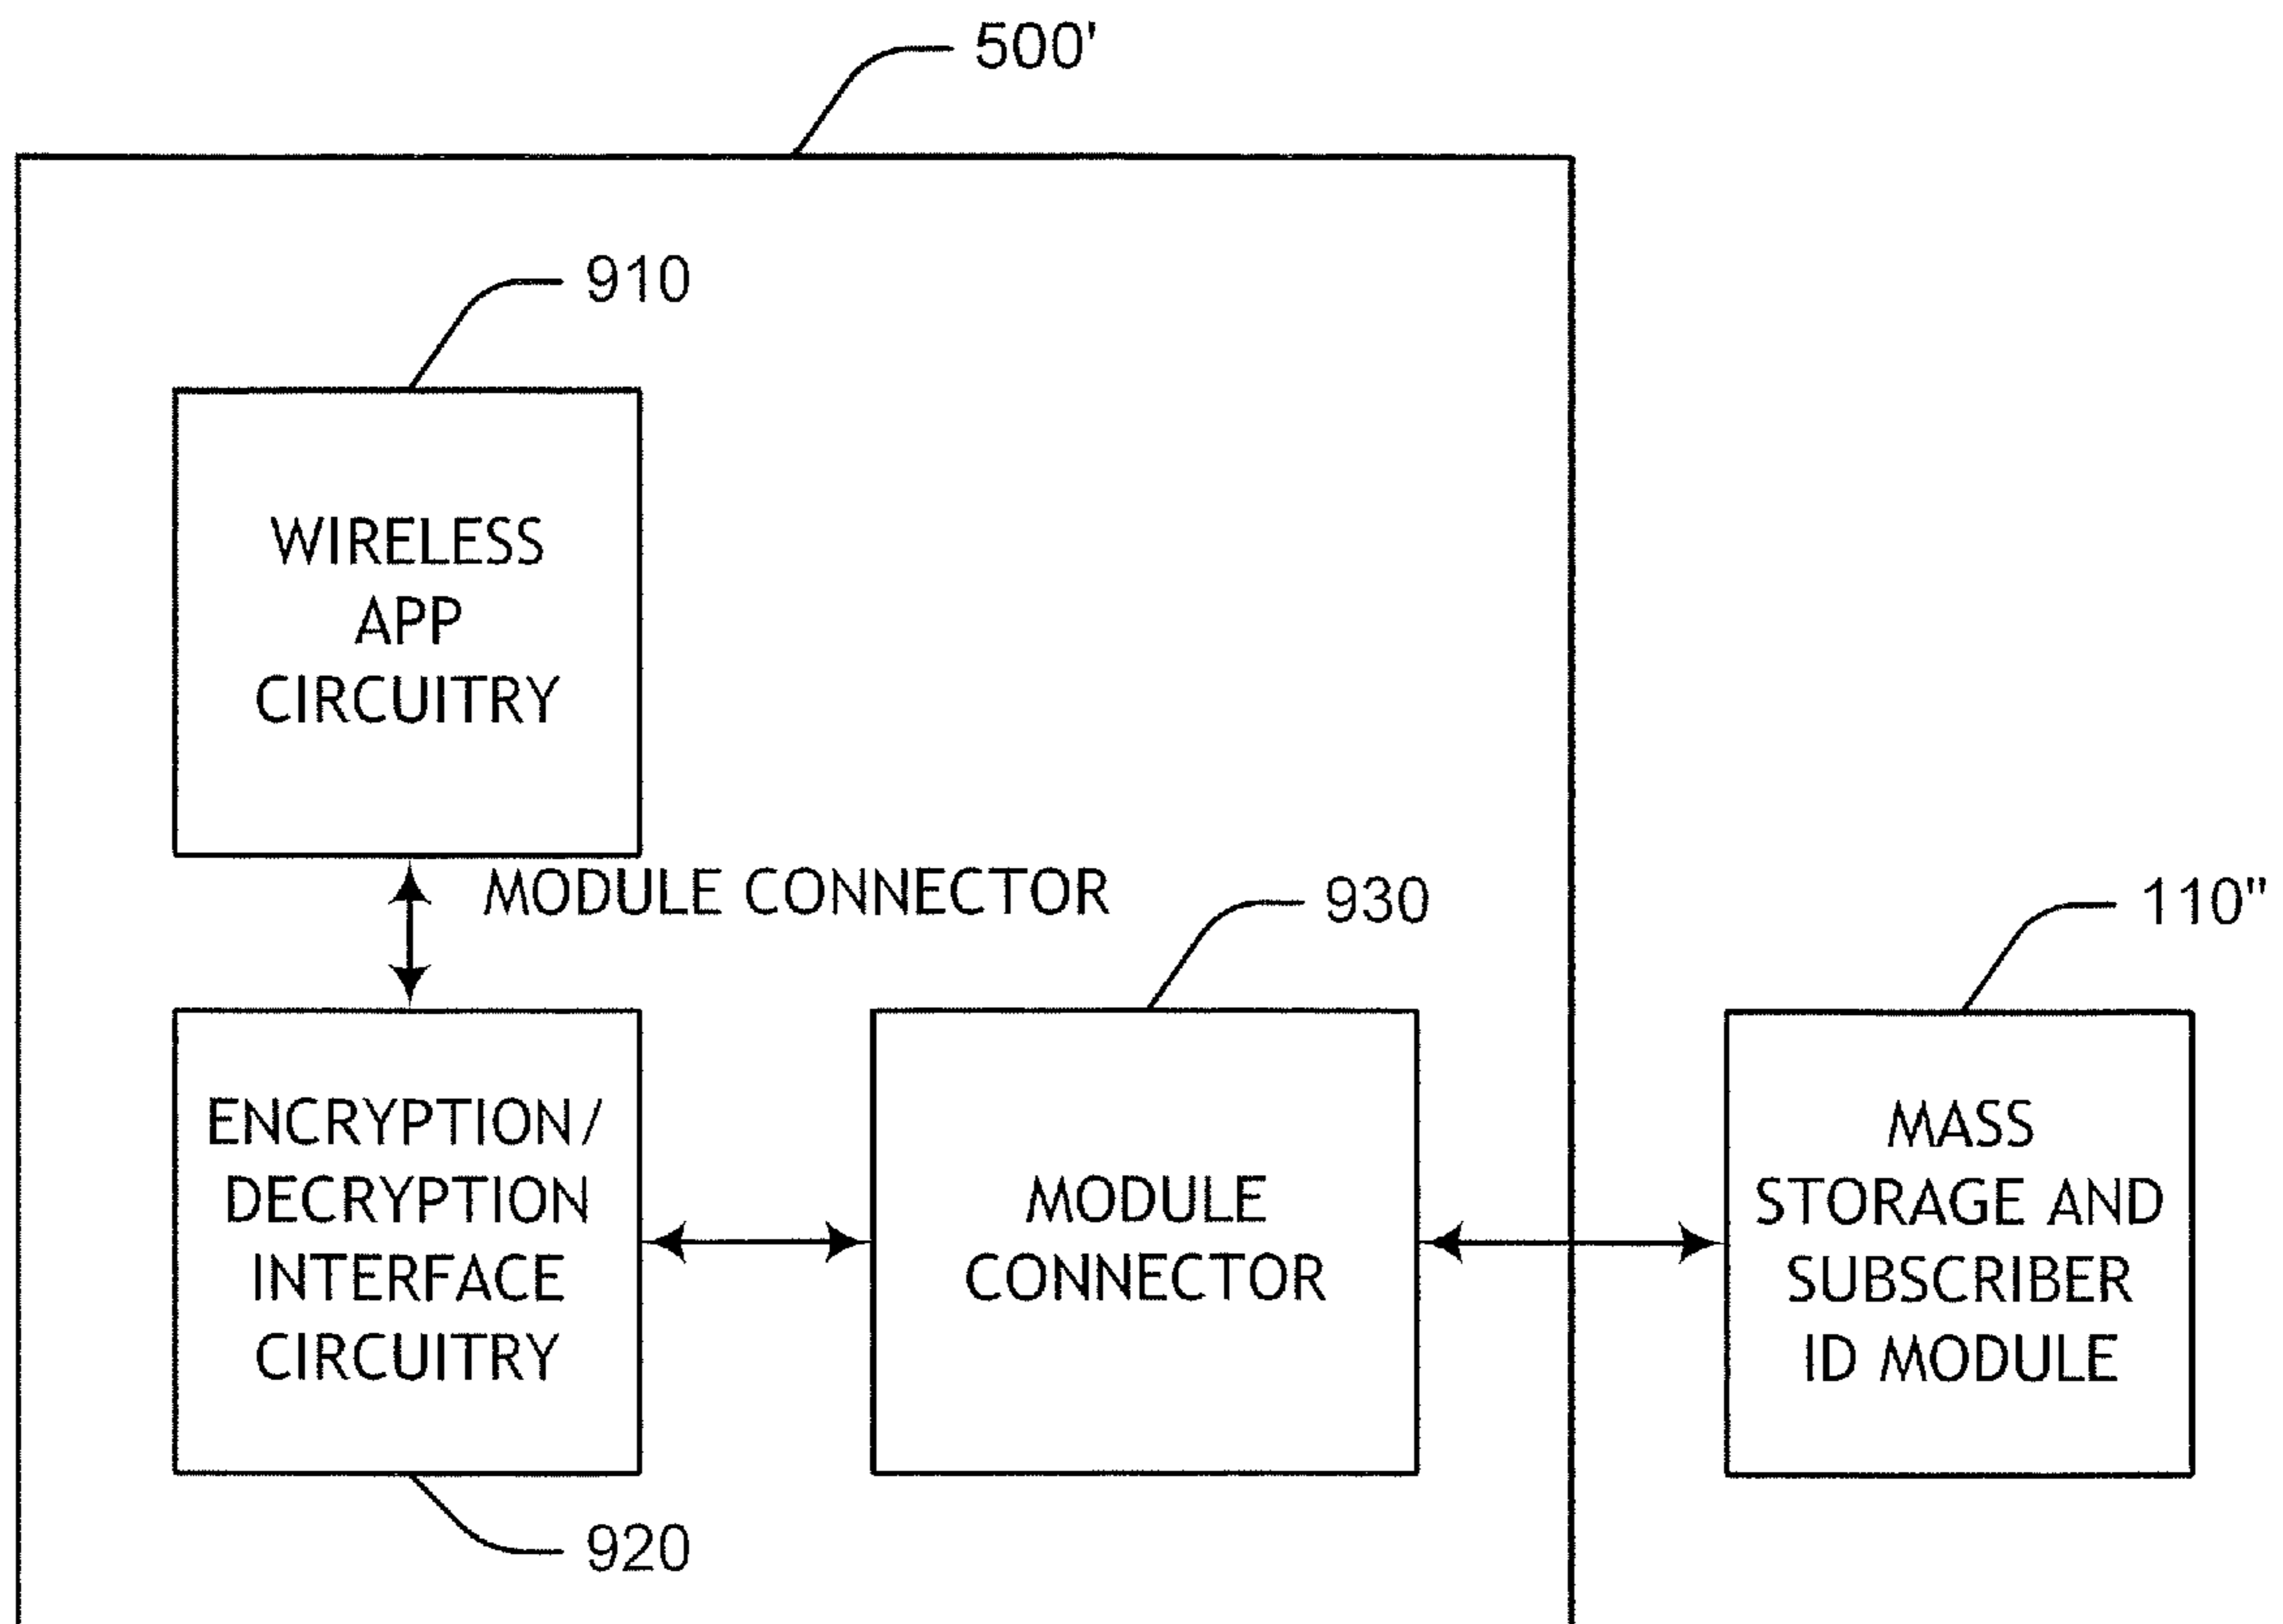 500'
910
WIRELESS
APP
CIRCUITRY
MODULE CONNECTOR
930
110"
ENCRYPTION/
DECRYPTION
INTERFACE
CIRCUITRY
MODULE
CONNECTOR
MASS
STORAGE AND
SUBSCRIBER
ID MODULE
920